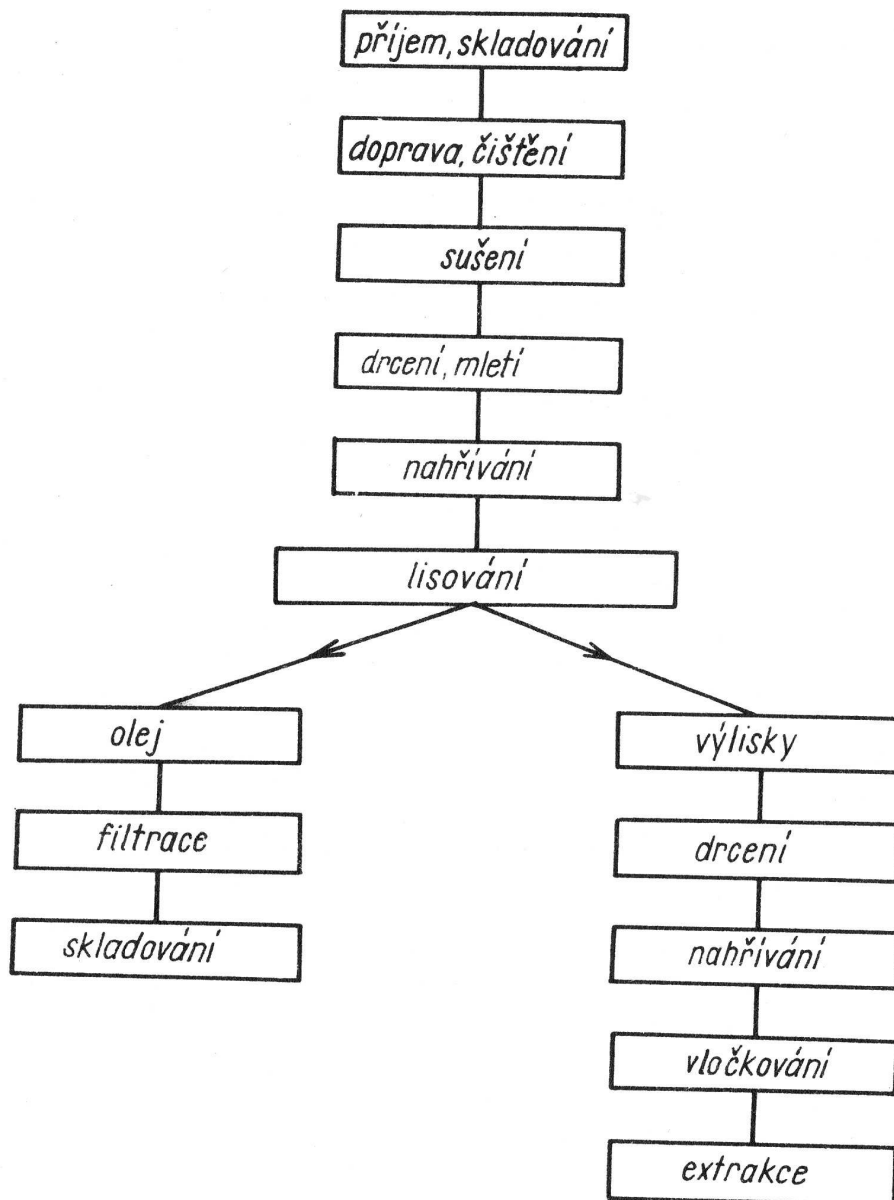 příjem, skladování
doprava, čištění
sušení
drcení, mletí
nahřívání
lisování
olej
filtrace
skladování
výlisky
drcení
nahřívání
vločkování
extrakce